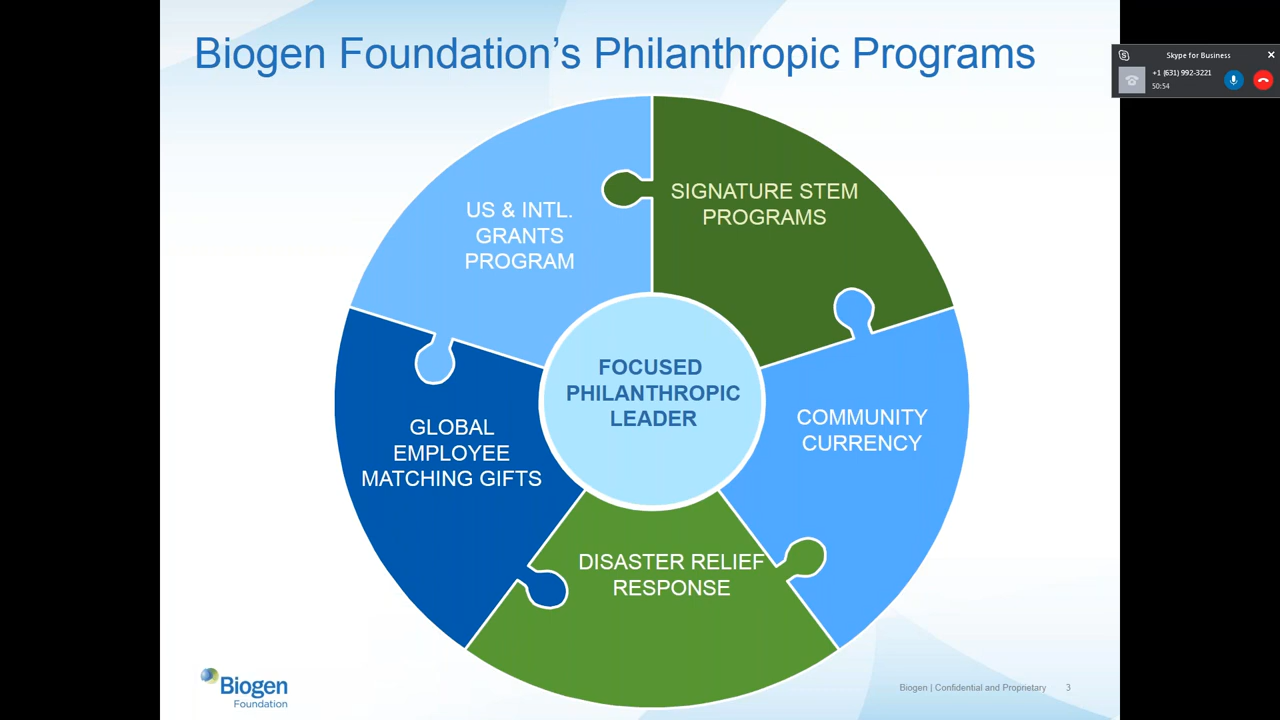 Biogen Foundation's Philanthropic Programs
Skype for Business
+1 (631) 992-3221
50:54
US & INTL.
GRANTS
PROGRAM
SIGNATURE STEM
PROGRAMS
FOCUSED
PHILANTHROPIC
LEADER
COMMUNITY
CURRENCY
GLOBAL
EMPLOYEE
MATCHING GIFTS
DISASTER RELIEF
RESPONSE
Biogen
Foundation
Biogen | Confidential and Proprietary 3